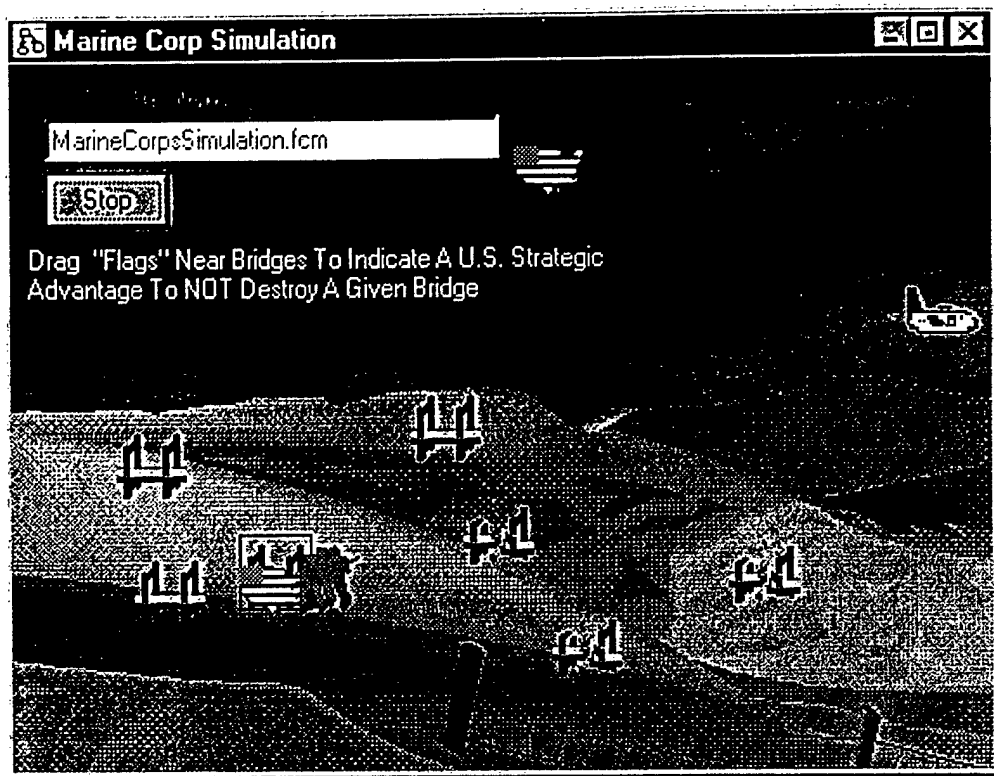 Marine Corp Simulation
MarineCorpsSimulation.fcm
Stop
Drag "Flags" Near Bridges To Indicate A U.S. Strategic
Advantage To NOT Destroy A Given Bridge